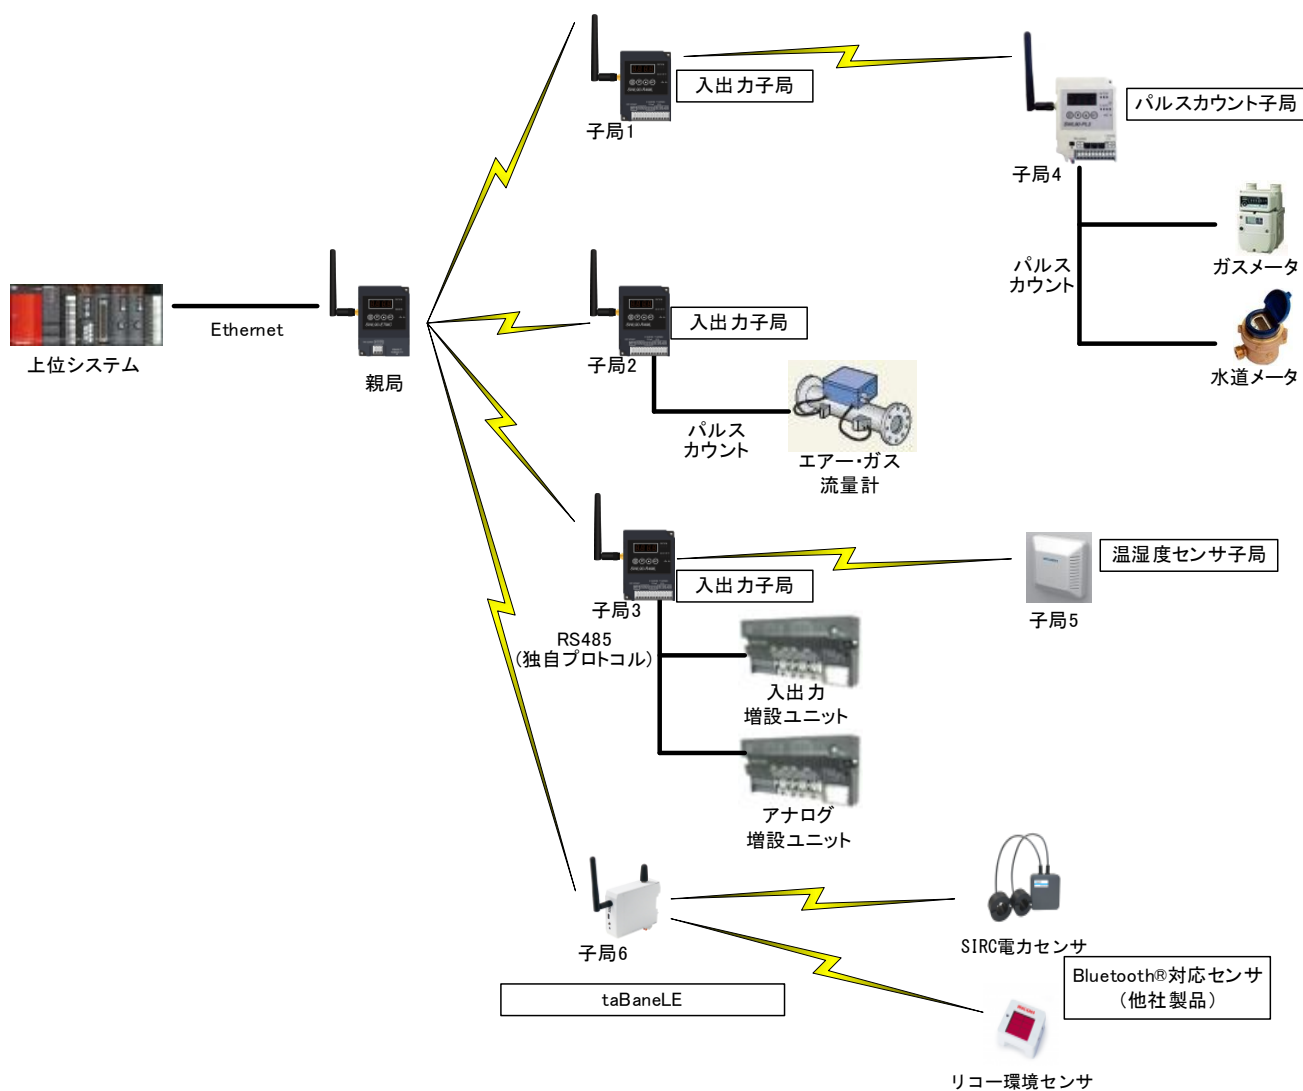 入出力子局
子局1
パルスカウント子局
子局4
パルス
カウント
ガスメータ
水道メータ
上位システム
Ethernet
親局
入出力子局
子局2
パルス
カウント
エアー・ガス
流量計
入出力子局
子局3
温湿度センサ子局
子局5
RS485
(独自プロトコル)
入出力
増設ユニット
アナログ
増設ユニット
子局6
taBaneLE
SIRC電力センサ
Bluetooth®対応センサ
(他社製品)
リコー環境センサ